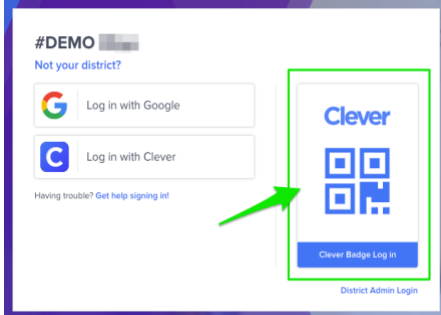 #DEMO
Not your district?
Log in with Google
Log in with Clever
Having trouble? Get help signing in!
Clever
Clever Badge Log in
District Admin Login